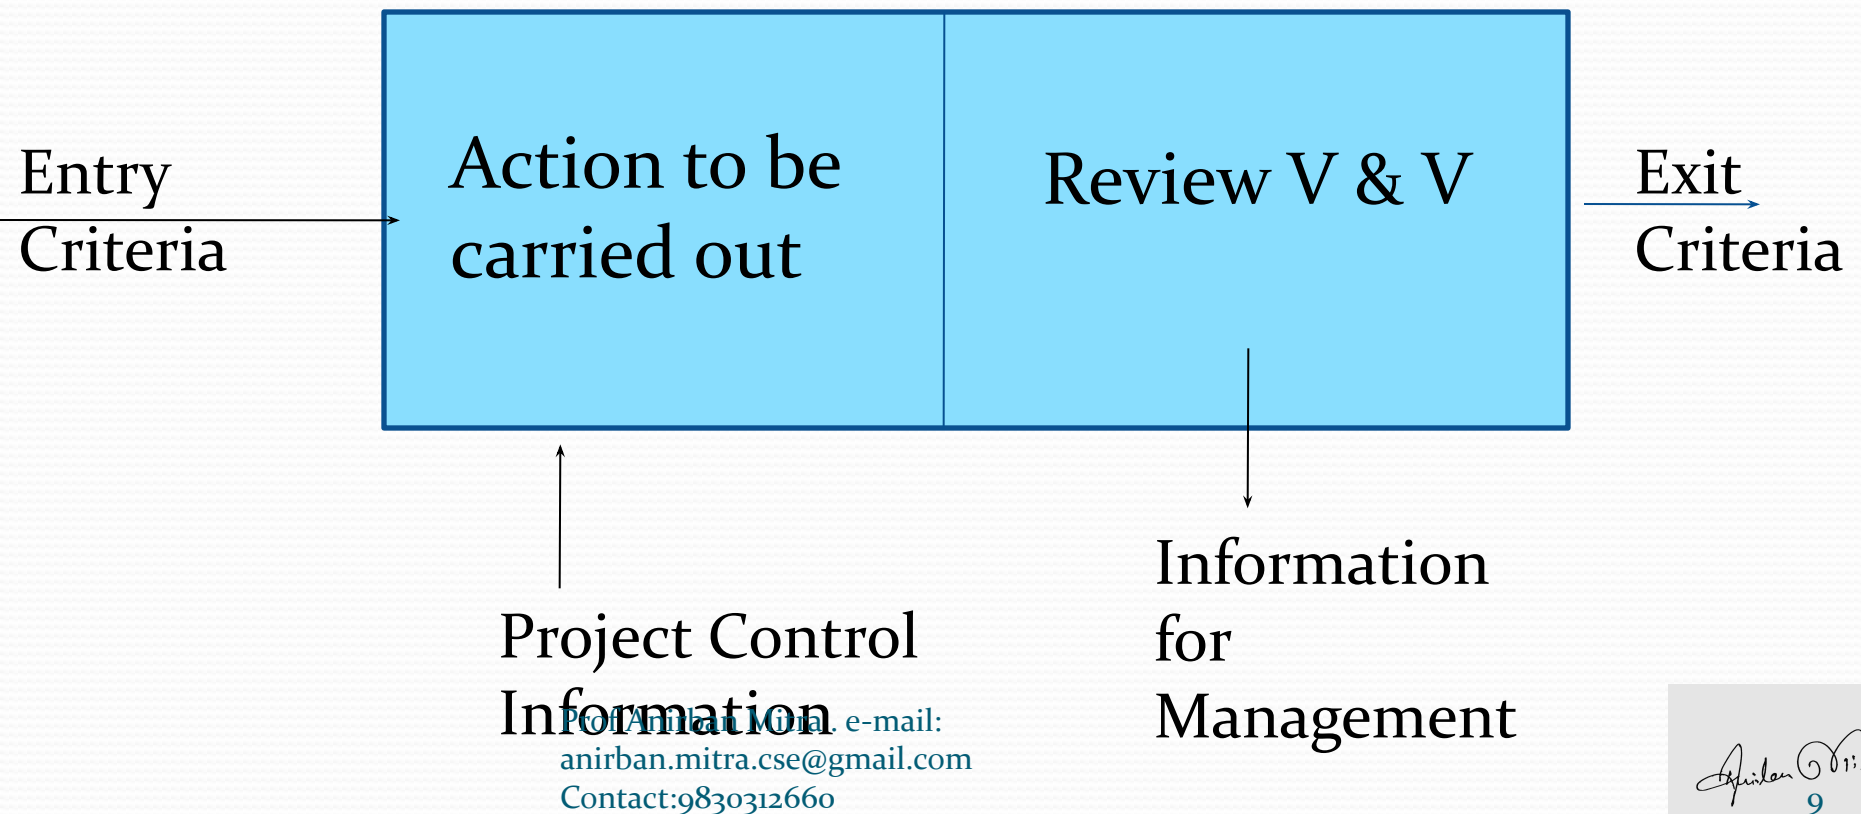 Entry
Criteria
Action to be
carried out
Review V & V
Exit
Criteria
Project Control
Information
Information
for
Management
Prof Anirban Mitra . e-mail:
anirban.mitra.cse@gmail.com
Contact:9830312660
9